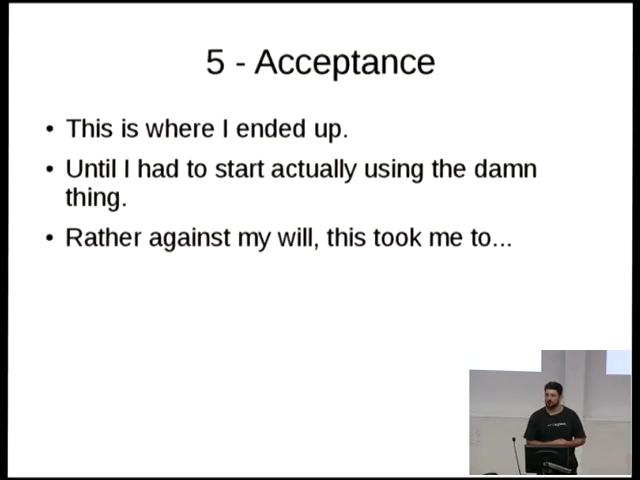 5 - Acceptance
• This is where I ended up.
• Until I had to start actually using the damn
thing.
• Rather against my will, this took me to...